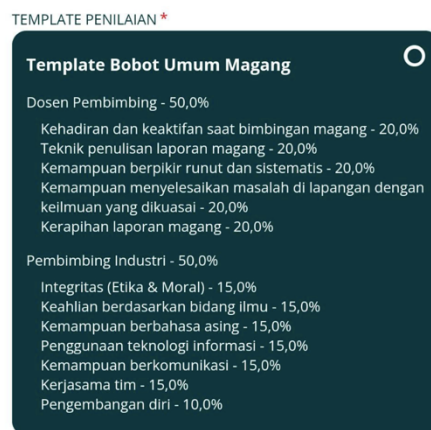 TEMPLATE PENILAIAN *
Template Bobot Umum Magang
Dosen Pembimbing - 50,0%
Kehadiran dan keaktifan saat bimbingan magang - 20,0%
Teknik penulisan laporan magang - 20,0%
Kemampuan berpikir runut dan sistematis - 20,0%
Kemampuan menyelesaikan masalah di lapangan dengan
keilmuan yang dikuasai - 20,0%
Kerapihan laporan magang - 20,0%
Pembimbing Industri - 50,0%
Integritas (Etika & Moral) - 15,0%
Keahlian berdasarkan bidang ilmu - 15,0%
Kemampuan berbahasa asing - 15,0%
Penggunaan teknologi informasi - 15,0%
Kemampuan berkomunikasi - 15,0%
Kerjasama tim - 15,0%
Pengembangan diri - 10,0%